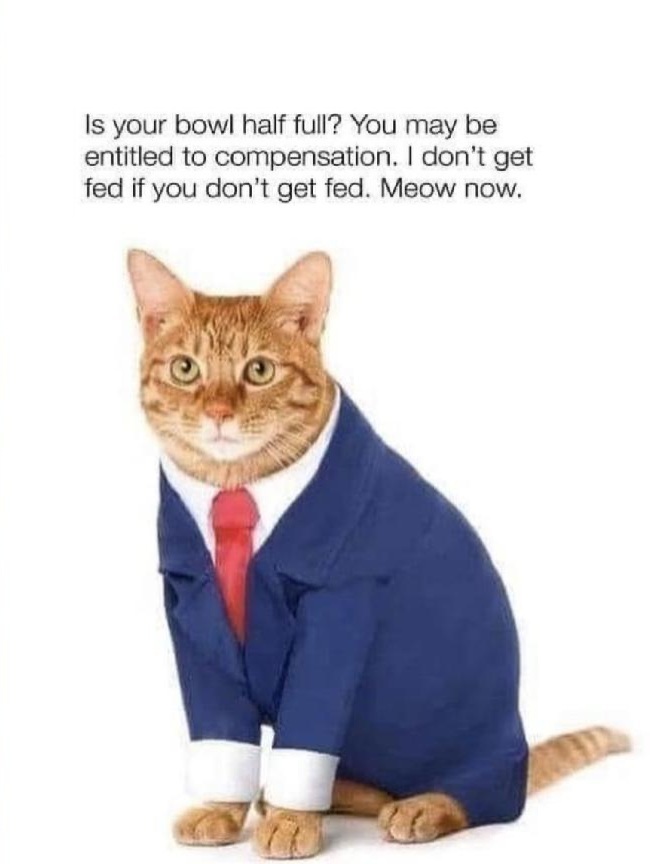 Is your bowl half full? You may be
entitled to compensation. I don’t get
fed if you don’t get fed. Meow now.